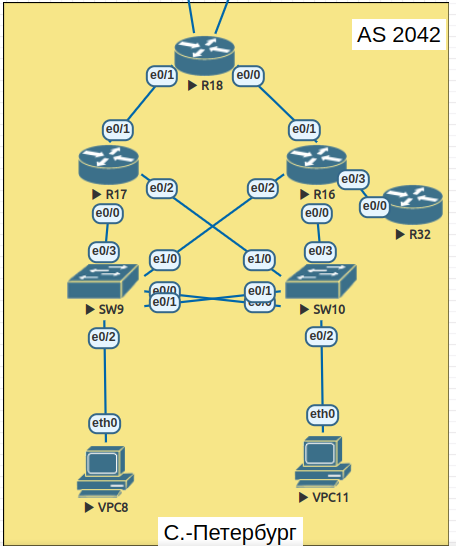 AS 2042
R18
e0/1
e0/0
e0/1
e0/1
R17
R16
e0/2
e0/2
e0/3
e0/0
e0/0
e0/0
R32
e0/3
e0/3
e1/0
e1/0
e0/0
e0/1
e0/1
e0/0
SW9
SW10
e0/2
e0/2
eth0
eth0
VPC8
VPC11
С.-Петербург